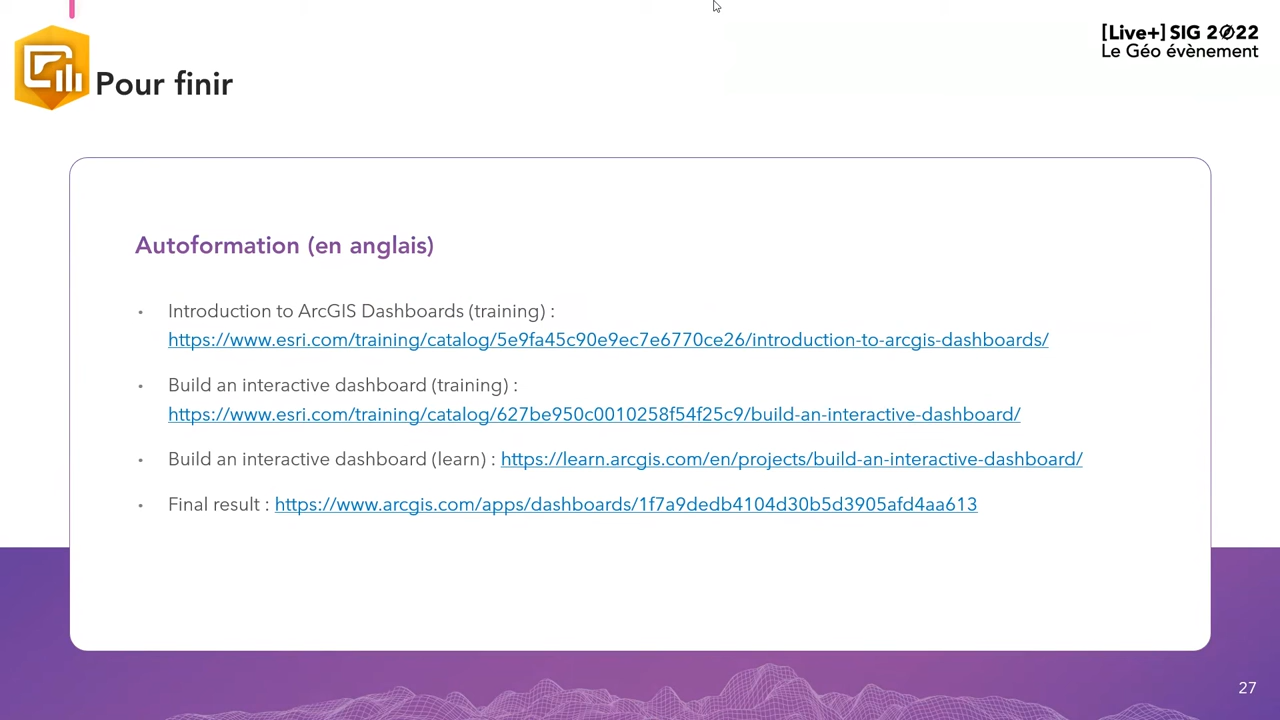 [Live+] SIG 2022
Le Géo évènement
Pour finir
Autoformation (en anglais)
• Introduction to ArcGIS Dashboards (training) :
https://www.esri.com/training/catalog/5e9fa45c90e9ec7e6770ce26/introduction-to-arcgis-dashboards/
• Build an interactive dashboard (training) :
https://www.esri.com/training/catalog/627be950c0010258f54f25c9/build-an-interactive-dashboard/
• Build an interactive dashboard (learn) : https://learn.arcgis.com/en/projects/build-an-interactive-dashboard/
• Final result : https://www.arcgis.com/apps/dashboards/1f7a9dedb4104d30b5d3905afd4aa613
27